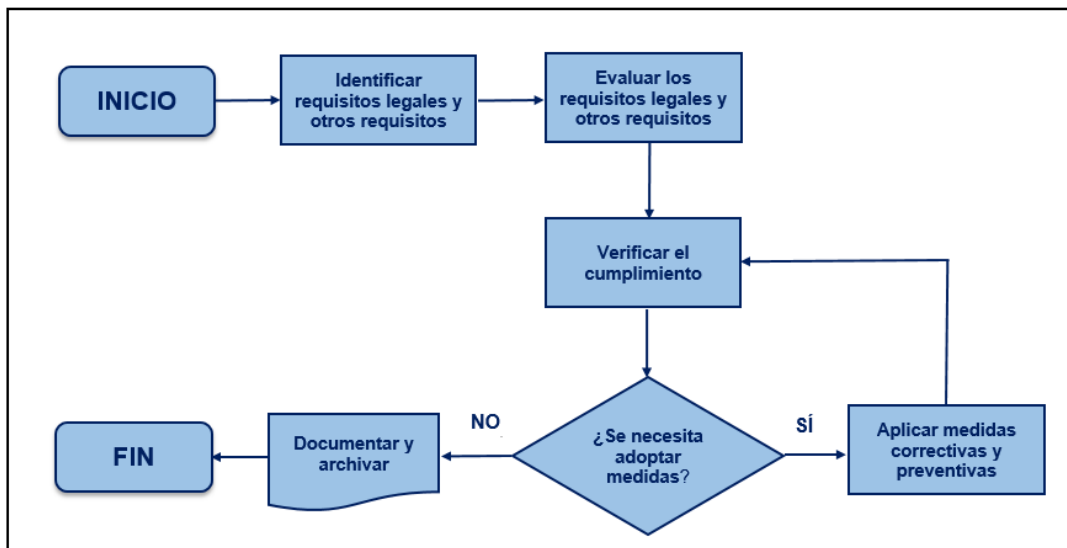 INICIO
Identificar
requisitos legales y
otros requisitos
Evaluar los
requisitos legales y
otros requisitos
Verificar el
cumplimiento
¿Se necesita
adoptar
medidas?
SÍ
Aplicar medidas
correctivas y
preventivas
NO
Documentar y
archivar
FIN